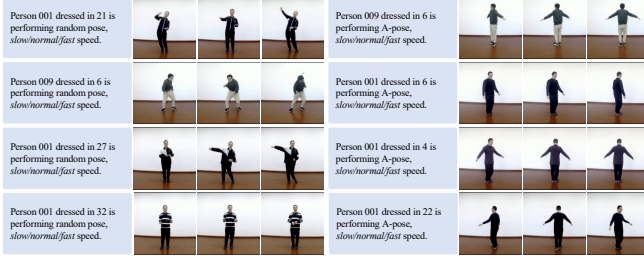 Person 001 dressed in 21 is
performing random pose,
slow/normal/fast speed.
Person 009 dressed in 6 is
performing A-pose,
slow/normal/fast speed.
Person 009 dressed in 6 is
performing random pose,
slow/normal/fast speed.
Person 001 dressed in 6 is
performing A-pose,
slow/normal/fast speed.
Person 001 dressed in 27 is
performing random pose,
slow/normal/fast speed.
Person 001 dressed in 4 is
performing A-pose,
slow/normal/fast speed.
Person 001 dressed in 32 is
performing random pose,
slow/normal/fast speed.
Person 001 dressed in 22 is
performing A-pose,
slow/normal/fast speed.